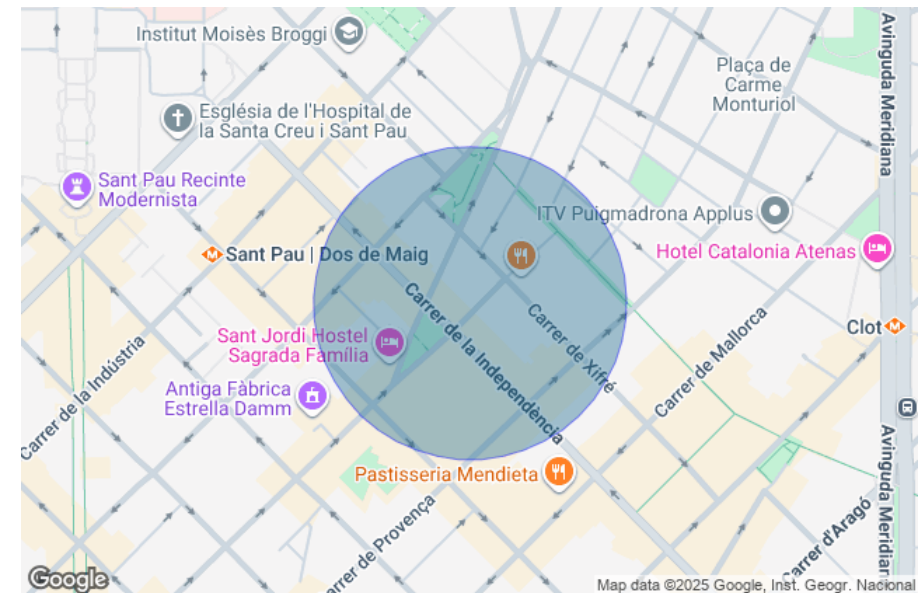 Institut Moisès Broggi
Avinguda Meridiana
Plaça de
Carme
Monturiol
Església de l'Hospital de
la Santa Creu i Sant Pau
Sant Pau Recinte
Modernista
ITV Puigmadrona Applus
Sant Pau | Dos de Maig
Hotel Catalonia Atenas
Carrer de la Independència
Carrer de Xifré
Clot
Sant Jordi Hostel
Sagrada Família
Carrer de Mallorca
Carrer de la Indústria
Antiga Fàbrica
Estrella Damm
Avinguda Meridiana
Pastisseria Mendieta
Carrer de Provença
Carrer d'Aragó
Google
Map data ©2025 Google, Inst. Geogr. Nacional